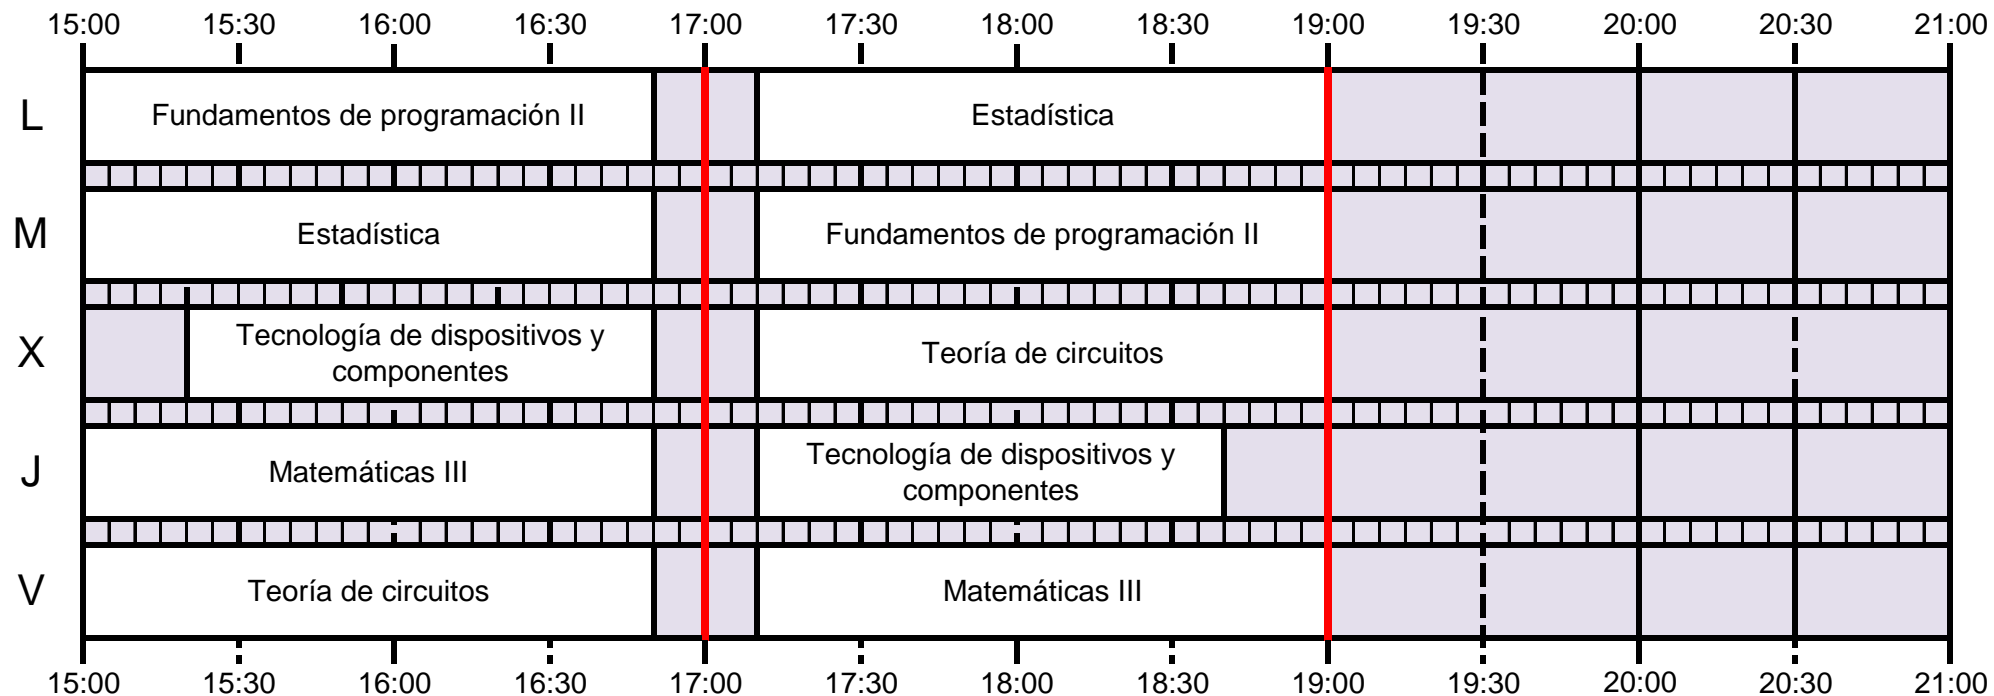 15:00 15:30 16:00 16:30 17:00 17:30 18:00 18:30 19:00 19:30 20:00 20:30 21:00
L Fundamentos de programación II Estadística
M Estadística Fundamentos de programación II
X Tecnología de dispositivos y
componentes Teoría de circuitos
J Matemáticas III Tecnología de dispositivos y
componentes
V Teoría de circuitos Matemáticas III
15:00 15:30 16:00 16:30 17:00 17:30 18:00 18:30 19:00 19:30 20:00 20:30 21:00